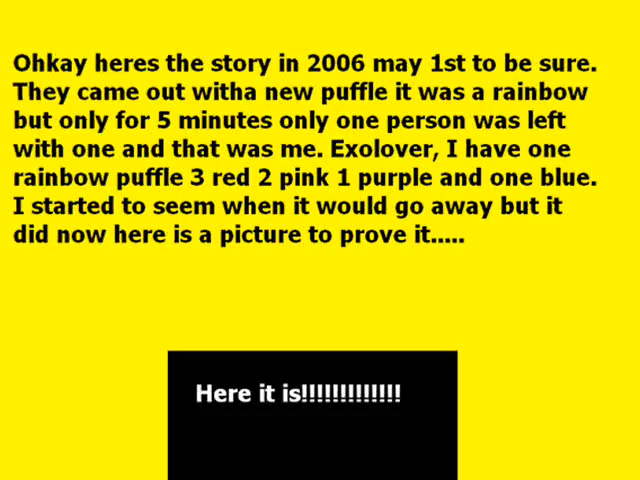 Ohkay heres the story in 2006 may 1st to be sure.
They came out witha new puffle it was a rainbow
but only for 5 minutes only one person was left
with one and that was me. Exolover, I have one
rainbow puffle 3 red 2 pink 1 purple and one blue.
I started to seem when it would go away but it
did now here is a picture to prove it.....
Here it is!!!!!!!!!!!!!